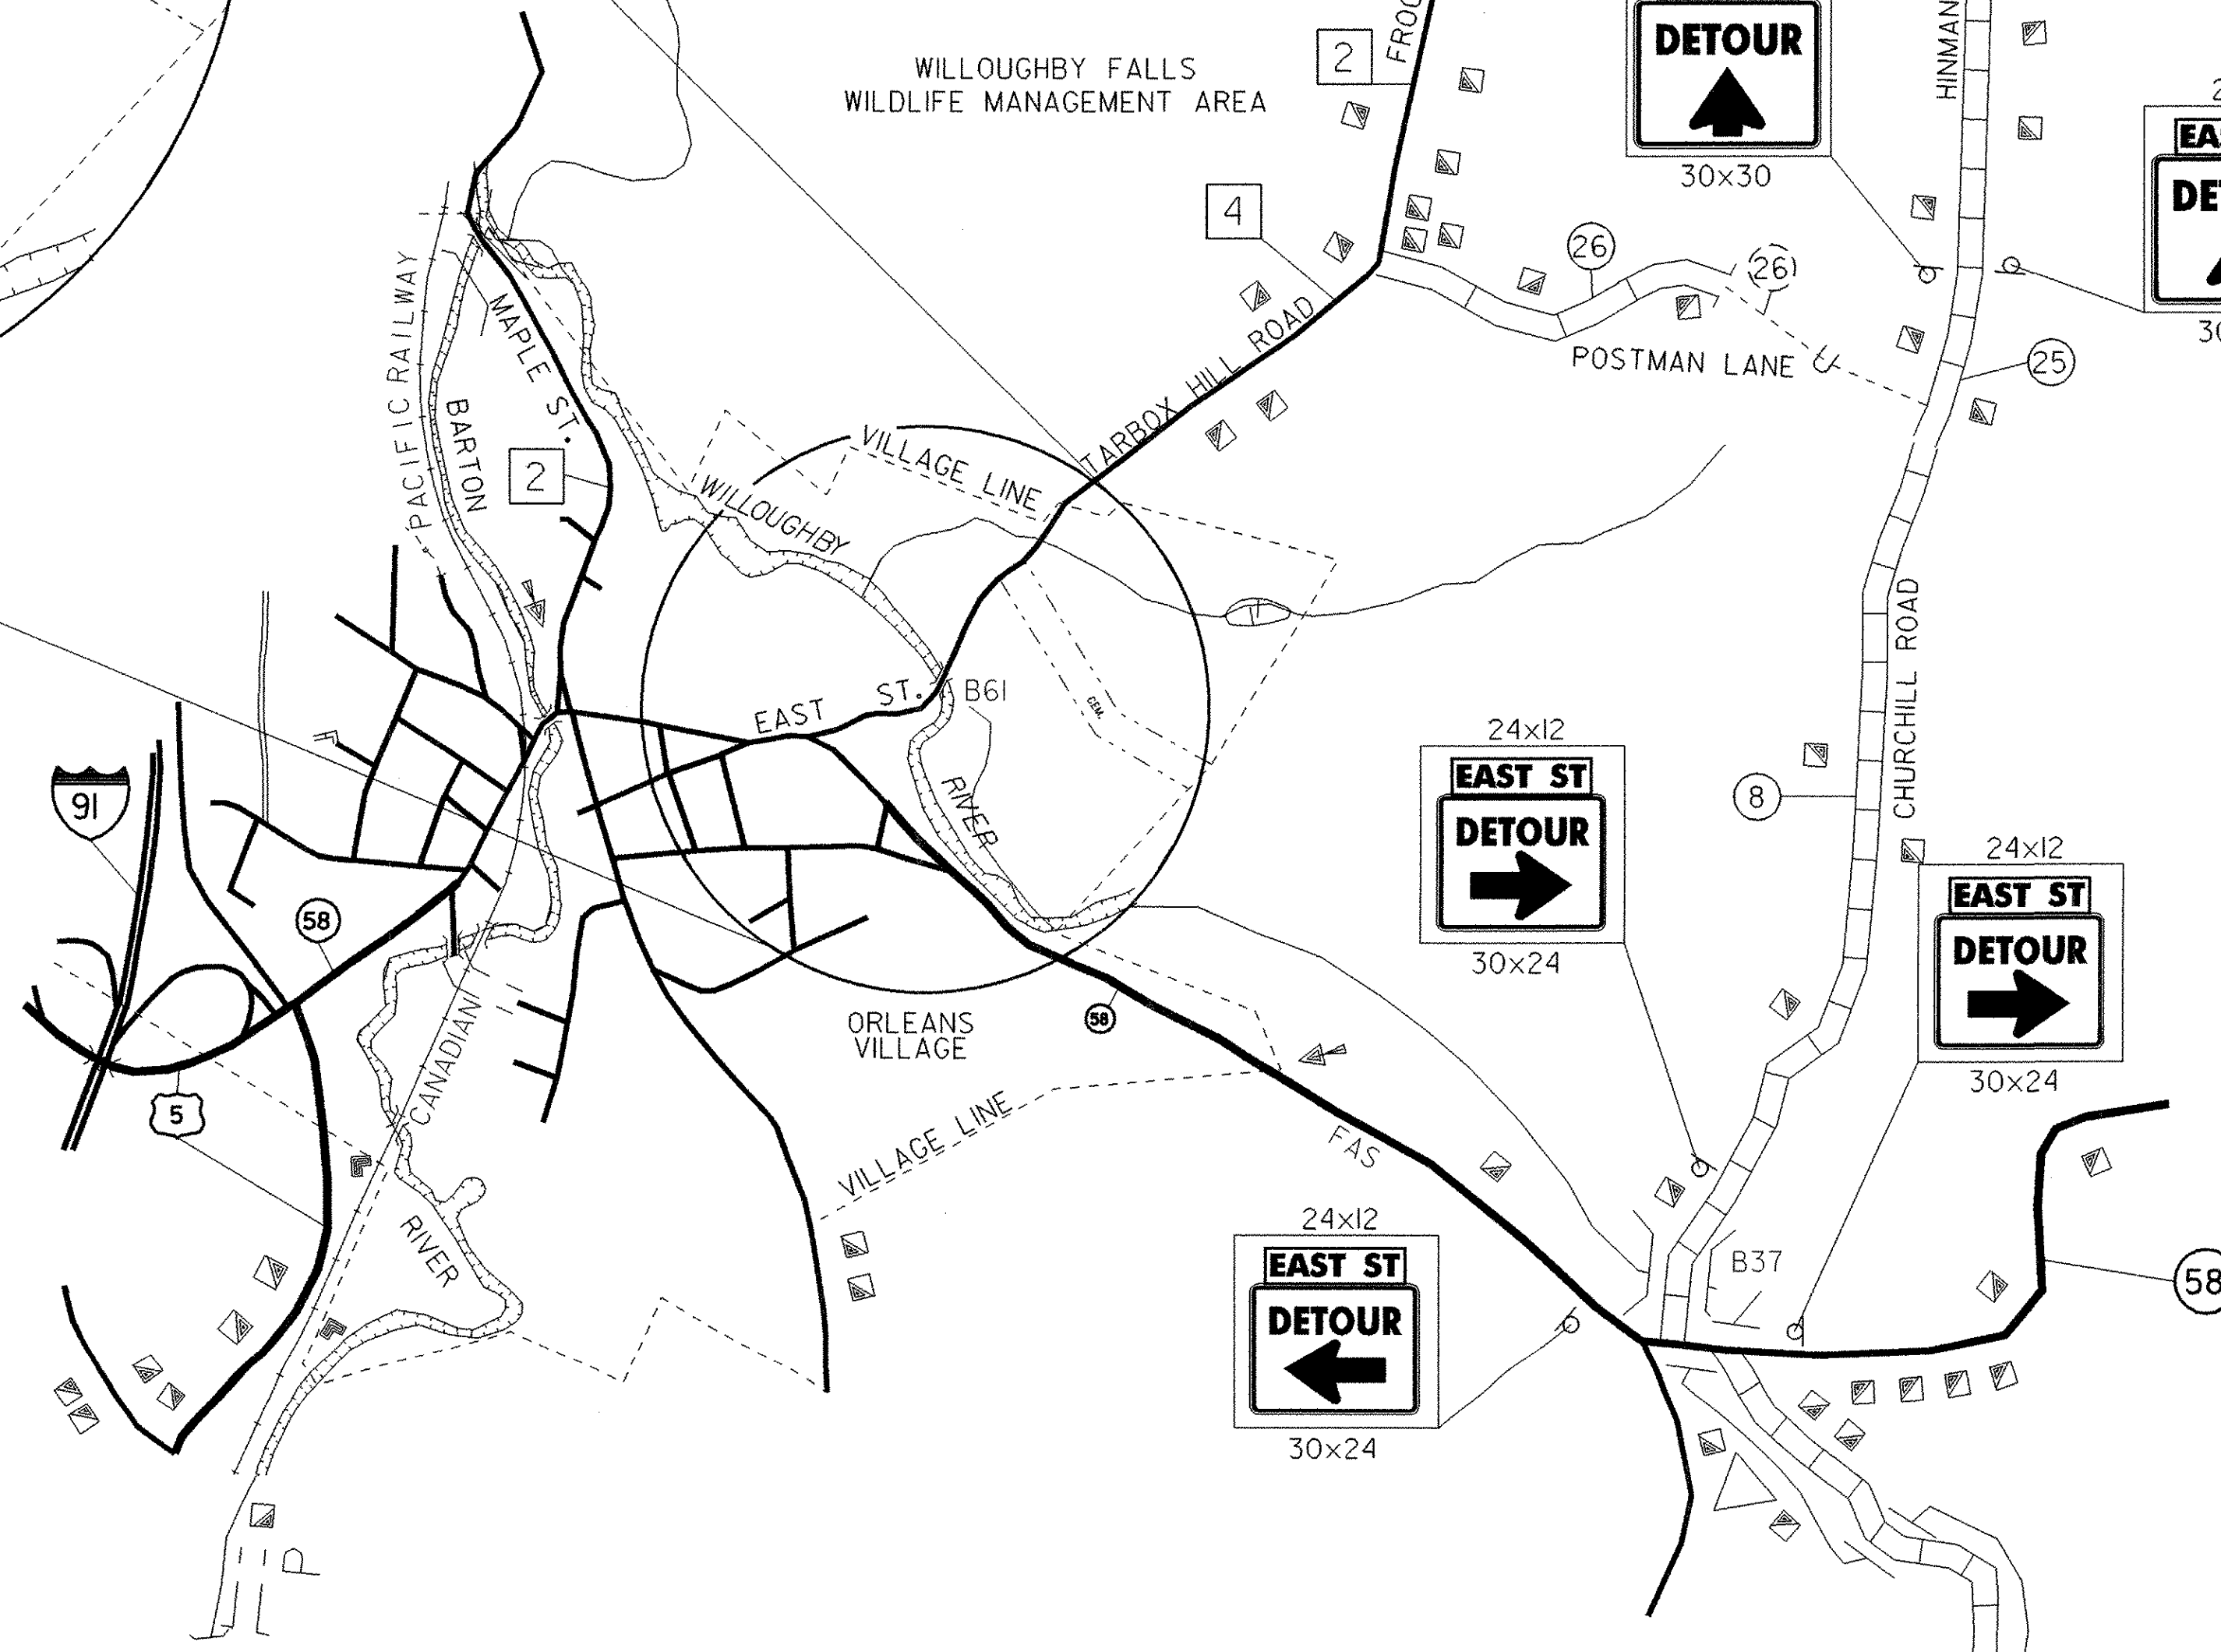 WILLOUGHBY FALLS
WILDLIFE MANAGEMENT AREA
2
DETOUR
30x30
HINMAN
4
26
(26)
POSTMAN LANE
25
PACIFIC RAILWAY
MAPLE ST.
BARTON
2
VILLAGE LINE
TARBOX HILL ROAD
WILLOUGHBY
EAST ST.
B61
CEM.
RIVER
91
58
5
CANADIAN
RIVER
ORLEANS
VILLAGE
58
VILLAGE LINE
FAS
24x12
EAST ST
DETOUR
30x24
8
CHURCHILL ROAD
24x12
EAST ST
DETOUR
30x24
24x12
EAST ST
DETOUR
30x24
B37
58
P